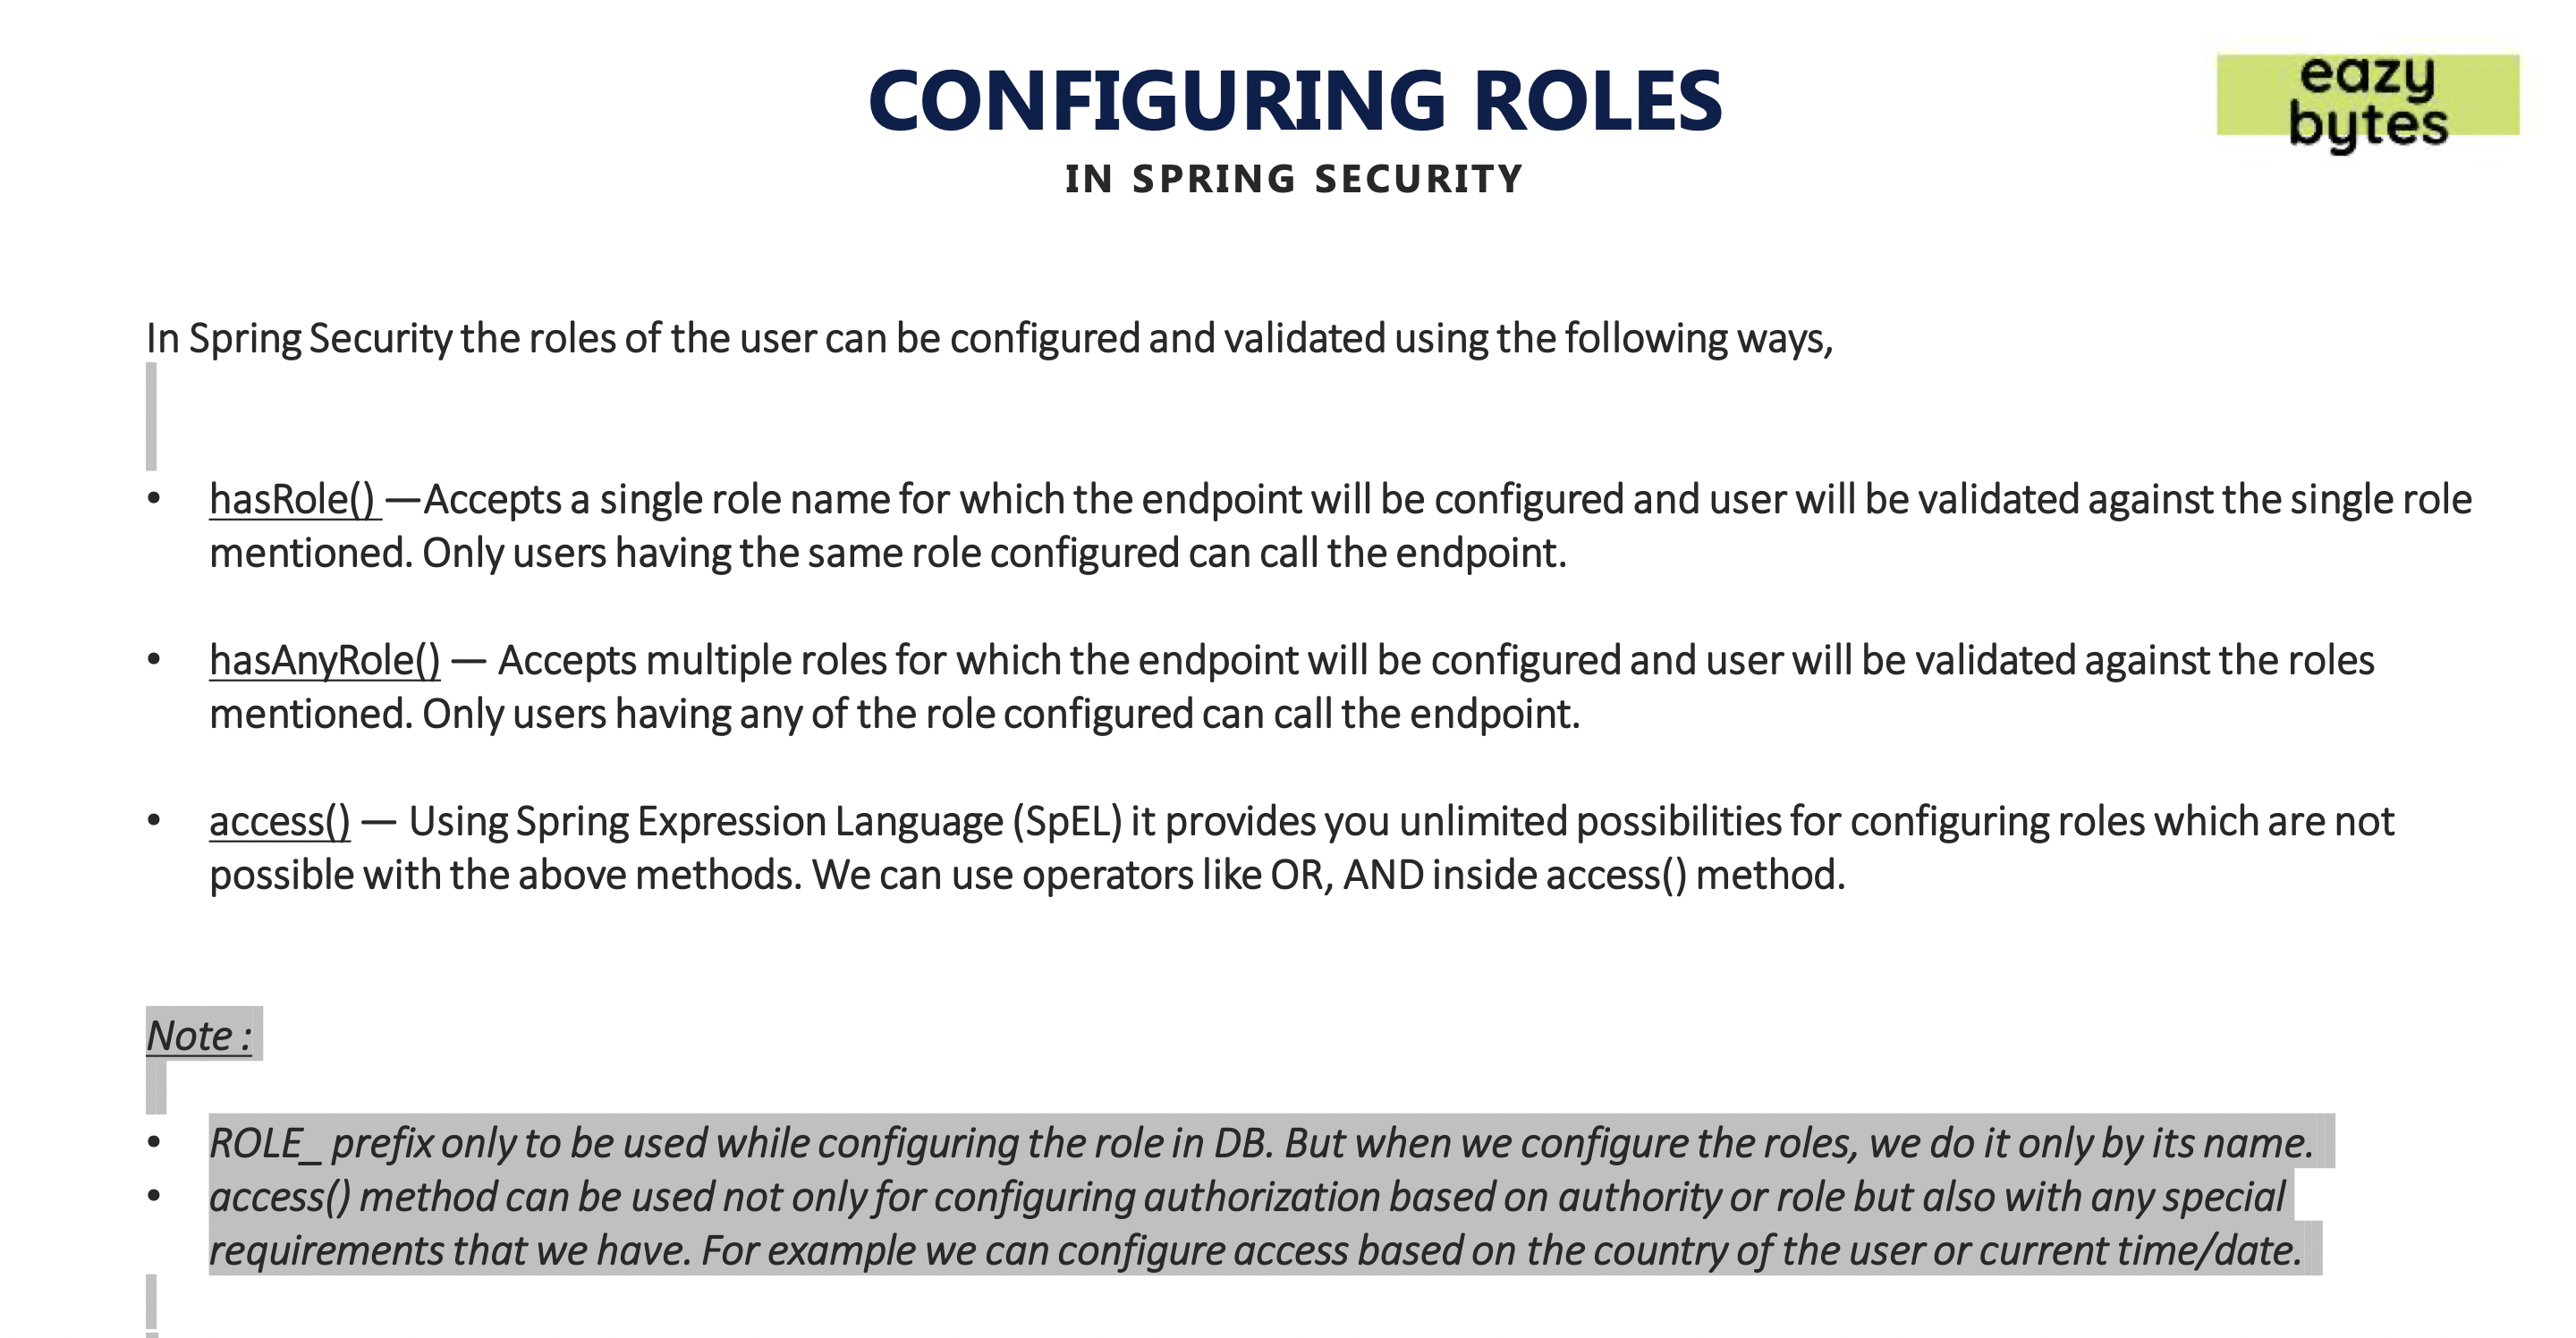 CONFIGURING ROLES
eazy
bytes
IN SPRING SECURITY
In Spring Security the roles of the user can be configured and validated using the following ways,
• hasRole() —Accepts a single role name for which the endpoint will be configured and user will be validated against the single role
mentioned. Only users having the same role configured can call the endpoint.
• hasAnyRole() — Accepts multiple roles for which the endpoint will be configured and user will be validated against the roles
mentioned. Only users having any of the role configured can call the endpoint.
• access() — Using Spring Expression Language (SpEL) it provides you unlimited possibilities for configuring roles which are not
possible with the above methods. We can use operators like OR, AND inside access() method.
Note :
• ROLE_ prefix only to be used while configuring the role in DB. But when we configure the roles, we do it only by its name.
• access() method can be used not only for configuring authorization based on authority or role but also with any special
requirements that we have. For example we can configure access based on the country of the user or current time/date.